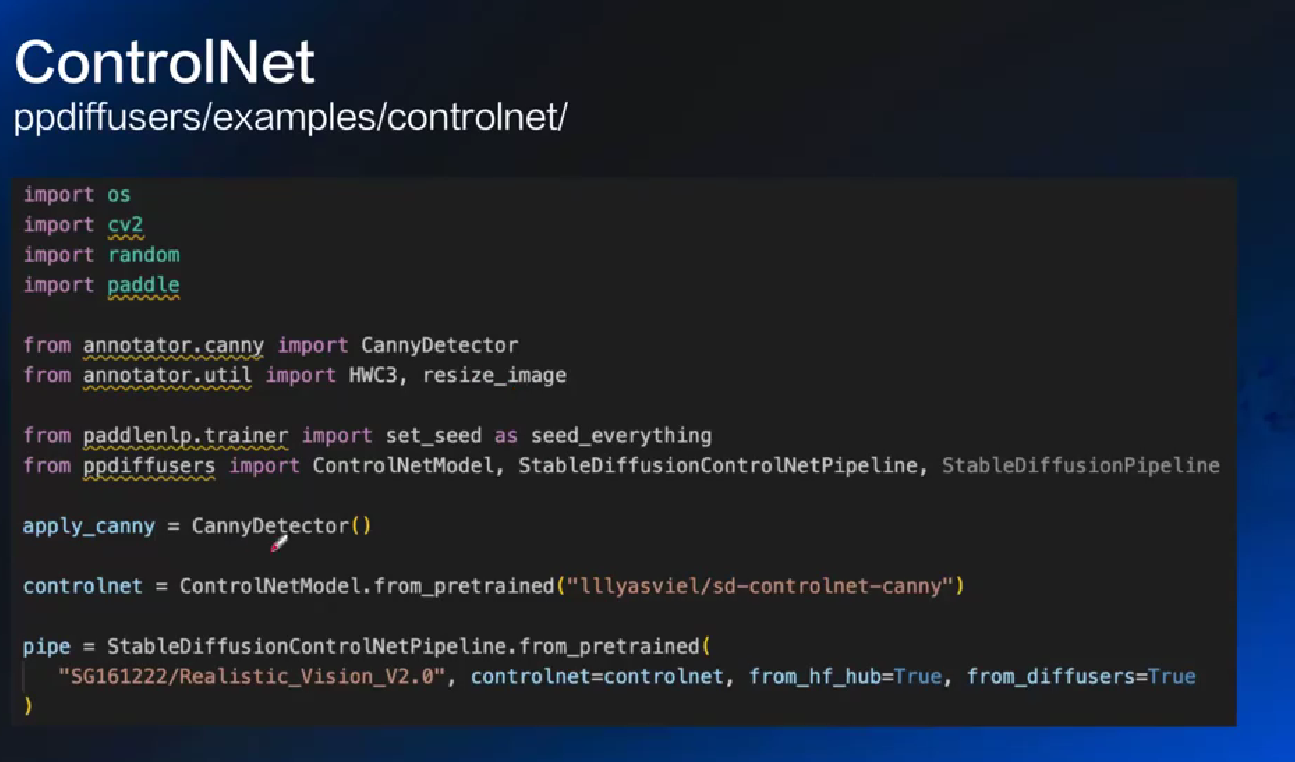 ControlNet
ppdiffusers/examples/controlnet/
import os
import cv2
import random
import paddle
from annotator.canny import CannyDetector
from annotator.util import HWC3, resize_image
from paddlenlp.trainer import set_seed as seed_everything
from ppdiffusers import ControlNetModel, StableDiffusionControlNetPipeline, StableDiffusionPipeline
apply_canny = CannyDetector()
controlnet = ControlNetModel.from_pretrained("lllyasviel/sd-controlnet-canny")
pipe = StableDiffusionControlNetPipeline.from_pretrained(
    "SG161222/Realistic_Vision_V2.0", controlnet=controlnet, from_hf_hub=True, from_diffusers=True
)